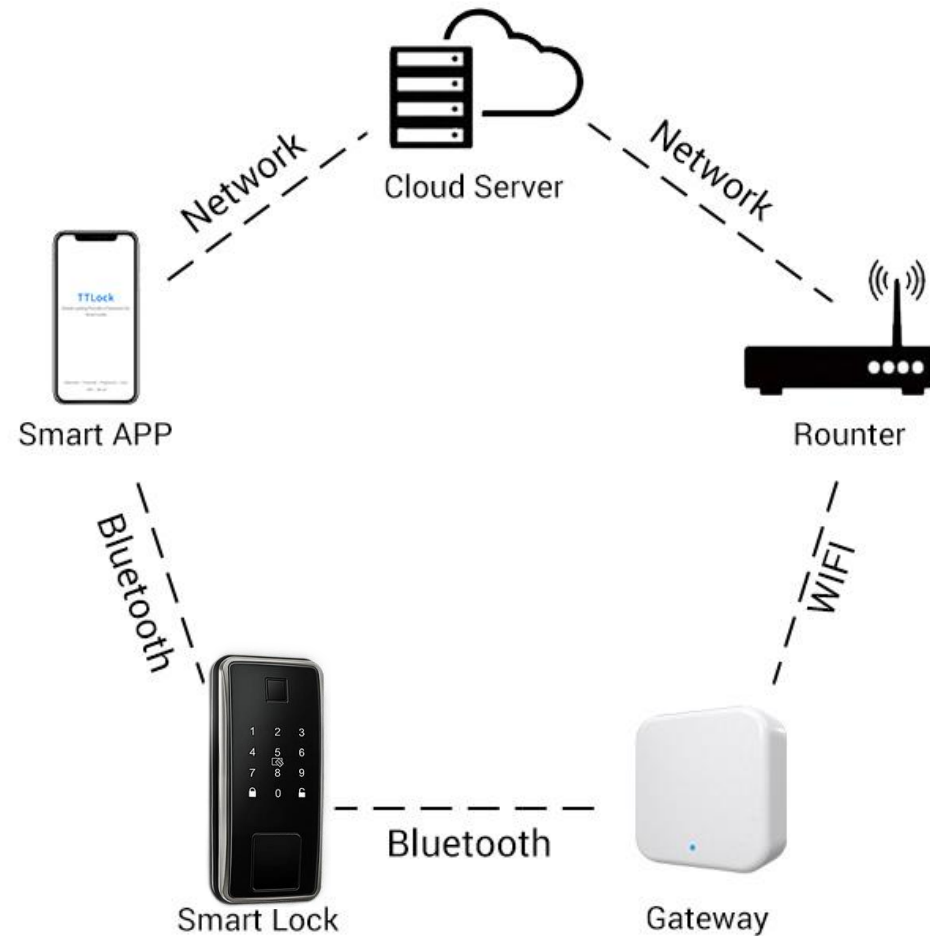 Cloud Server
Network
Network
TTLock
Smart APP
Rounter
Bluetooth
WIFI
1 2 3
4 5 6
7 8 9
0
Bluetooth
Smart Lock
Gateway